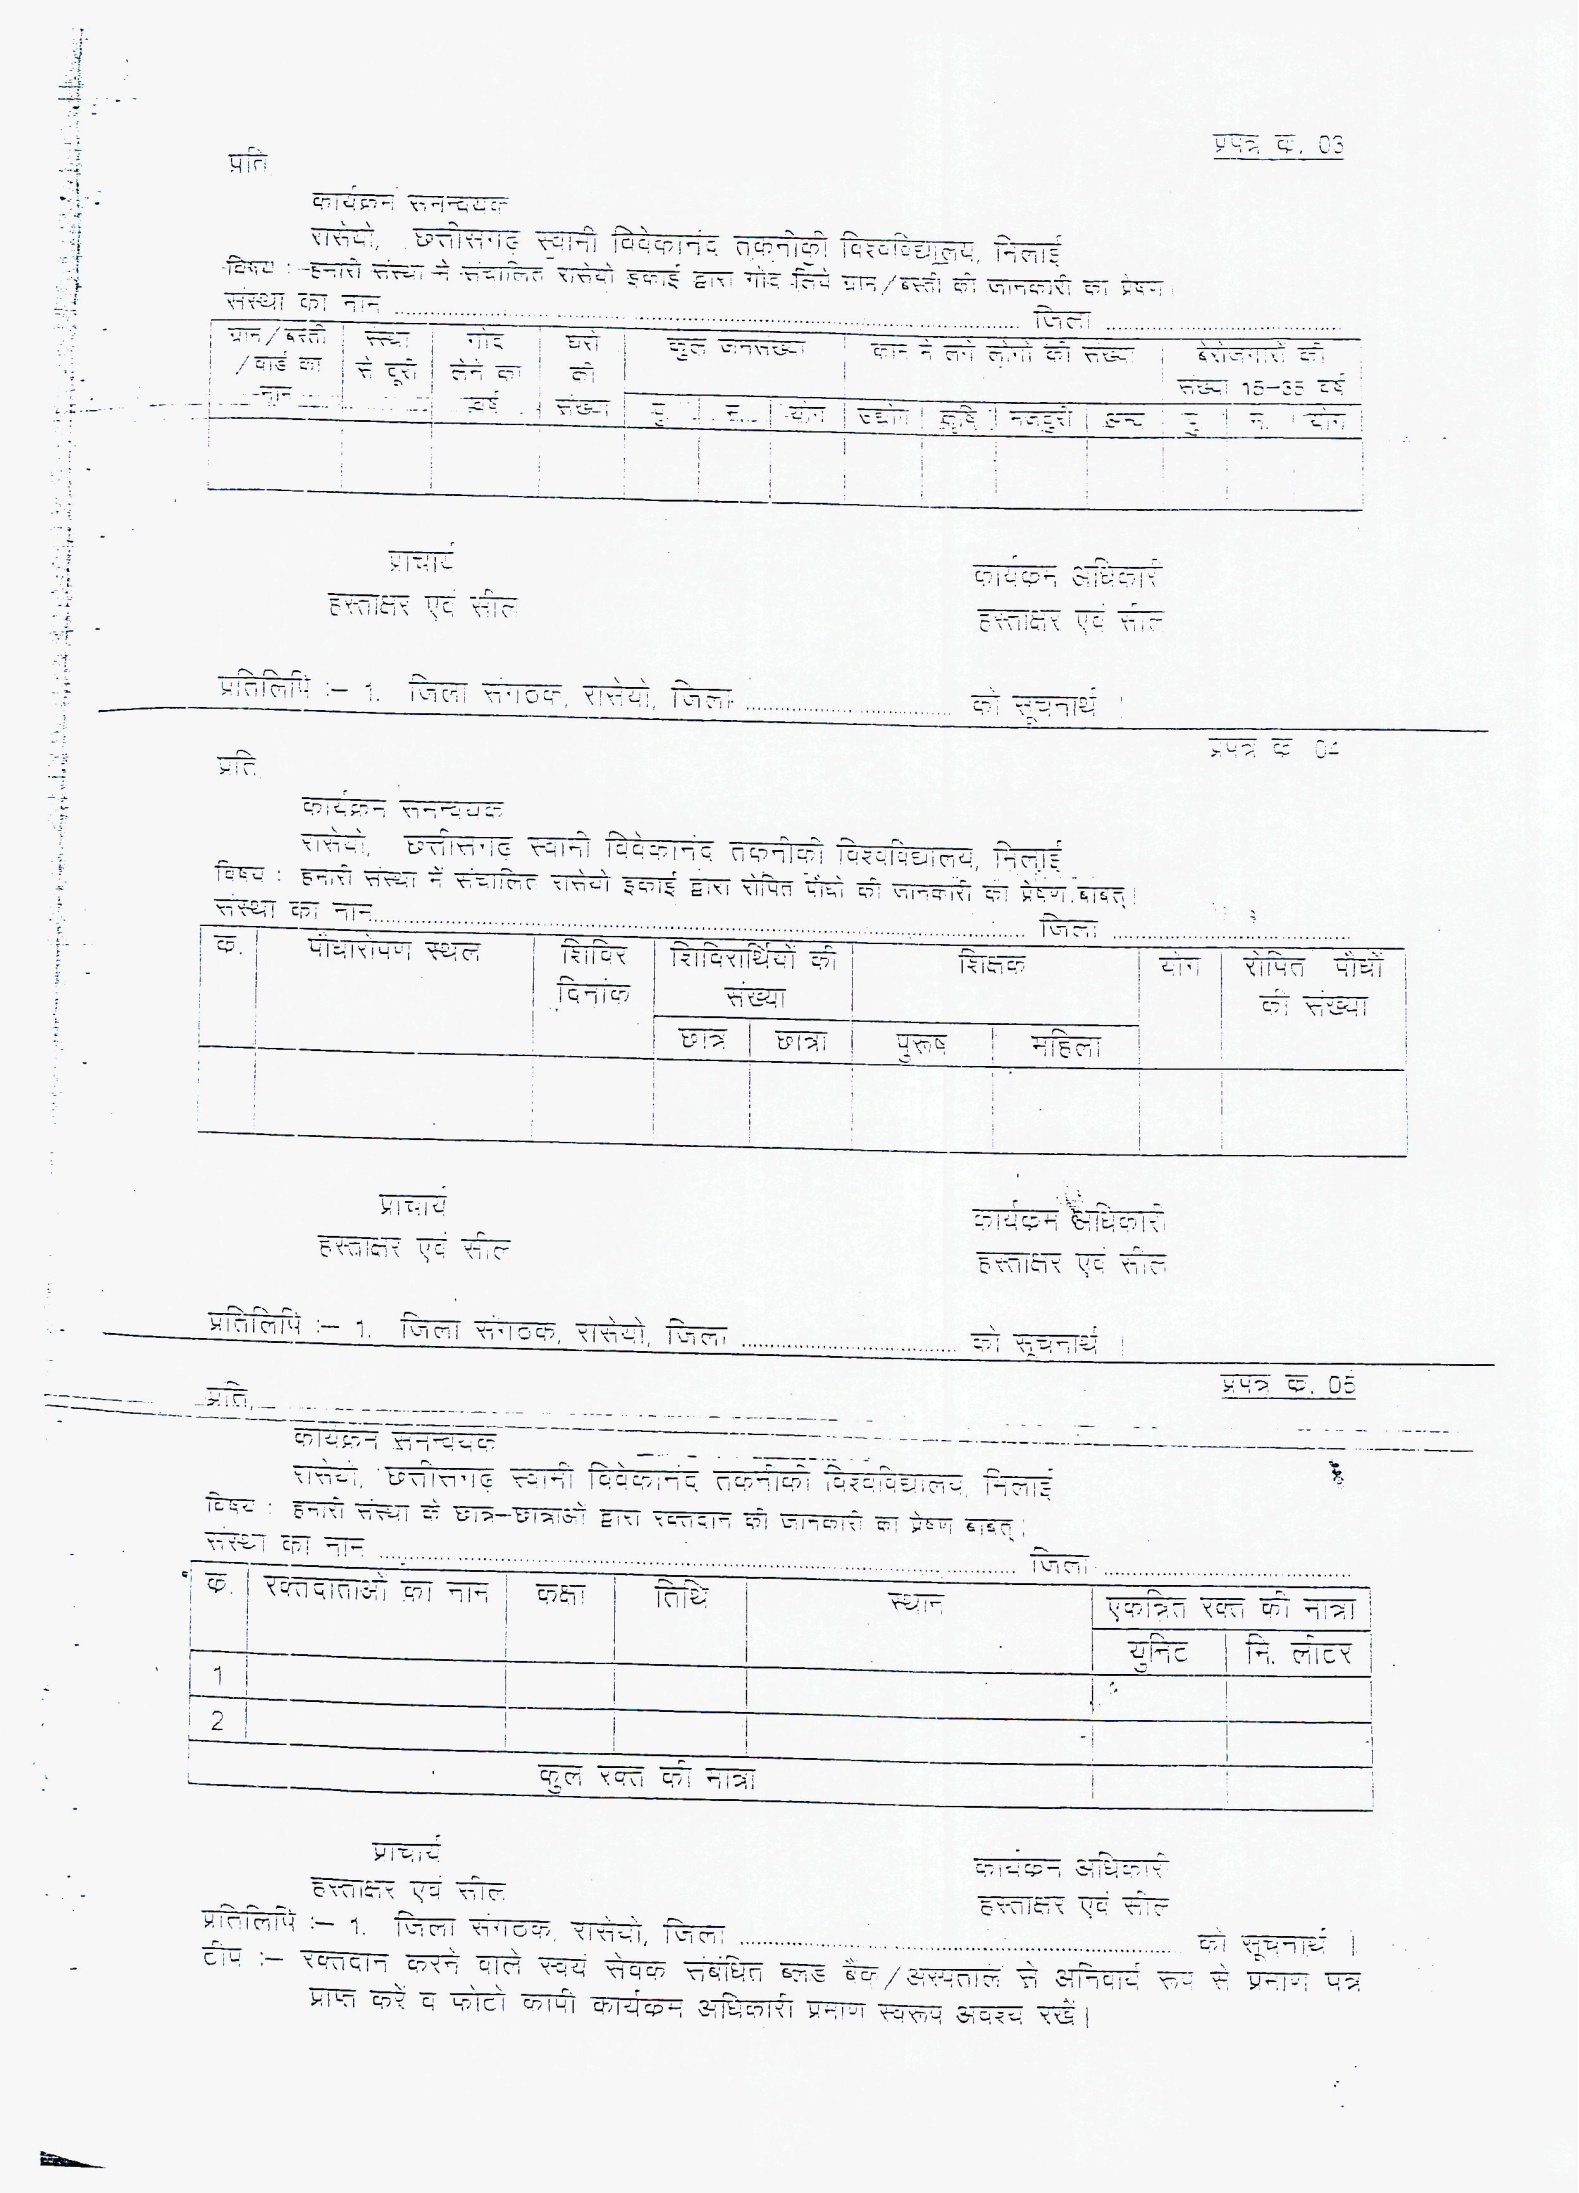 प्रपत्र क. 03
प्रति
कार्यक्रम समन्वयक
रासेयो, छत्तीसगढ़ स्वामी विवेकानंद तकनीकी विश्वविद्यालय, भिलाई
विषय : हमारी संस्था में संचालित रासेयो इकाई द्वारा गोद लिये ग्राम/बस्ती की जानकारी का प्रेषण।
संस्था का नाम ........ जिला ........
ग्राम/बस्ती /वार्ड का नाम | संस्था से दूरी | गोद लेने का वर्ष | घरों की संख्या | कुल जनसंख्या | काम में लगे लोगों की संख्या | बेरोजगारों की संख्या 15-35 वर्ष
पु. | म. | योग | उद्योग | कृषि | मजदूरी | अन्य | पु. | म. | योग
प्राचार्य कार्यक्रम अधिकारी
हस्ताक्षर एवं सील हस्ताक्षर एवं सील
प्रतिलिपि :– 1. जिला संगठक, रासेयो, जिला ........ को सूचनार्थ ।
प्रपत्र क 04
प्रति
कार्यक्रम समन्वयक
रासेयो, छत्तीसगढ़ स्वामी विवेकानंद तकनीकी विश्वविद्यालय, भिलाई
विषय : हमारी संस्था में संचालित रासेयो इकाई द्वारा रोपित पौधो की जानकारी का प्रेषण बाबत्।
संस्था का नाम ........ जिला ........
क. | पौधारोपण स्थल | शिविर दिनांक | शिविरार्थियों की संख्या | शिक्षक | योग | रोपित पौधों की संख्या
छात्र | छात्रा | पुरूष | महिला
प्राचार्य कार्यक्रम अधिकारी
हस्ताक्षर एवं सील हस्ताक्षर एवं सील
प्रतिलिपि :– 1. जिला संगठक, रासेयो, जिला ........ को सूचनार्थ ।
प्रपत्र क. 05
प्रति,
कार्यक्रम समन्वयक
रासेयो, छत्तीसगढ़ स्वामी विवेकानंद तकनीकी विश्वविद्यालय, भिलाई
विषय : हमारी संस्था के छात्र–छात्राओं द्वारा रक्तदान की जानकारी का प्रेषण बाबत्।
संस्था का नाम ........ जिला ........
क. | रक्तदाताओं का नाम | कक्षा | तिथि | स्थान | एकत्रित रक्त की मात्रा
युनिट | मि. लीटर
1
2
कुल रक्त की मात्रा
प्राचार्य कार्यक्रम अधिकारी
हस्ताक्षर एवं सील हस्ताक्षर एवं सील
प्रतिलिपि :– 1. जिला संगठक, रासेयो, जिला ........ को सूचनार्थ ।
टीप :– रक्तदान करने वाले स्वयं सेवक संबंधित ब्लड बैंक/अस्पताल से अनिवार्य रूप से प्रमाण पत्र
प्राप्त करें व फोटो कापी कार्यक्रम अधिकारी प्रमाण स्वरूप अवश्य रखें।